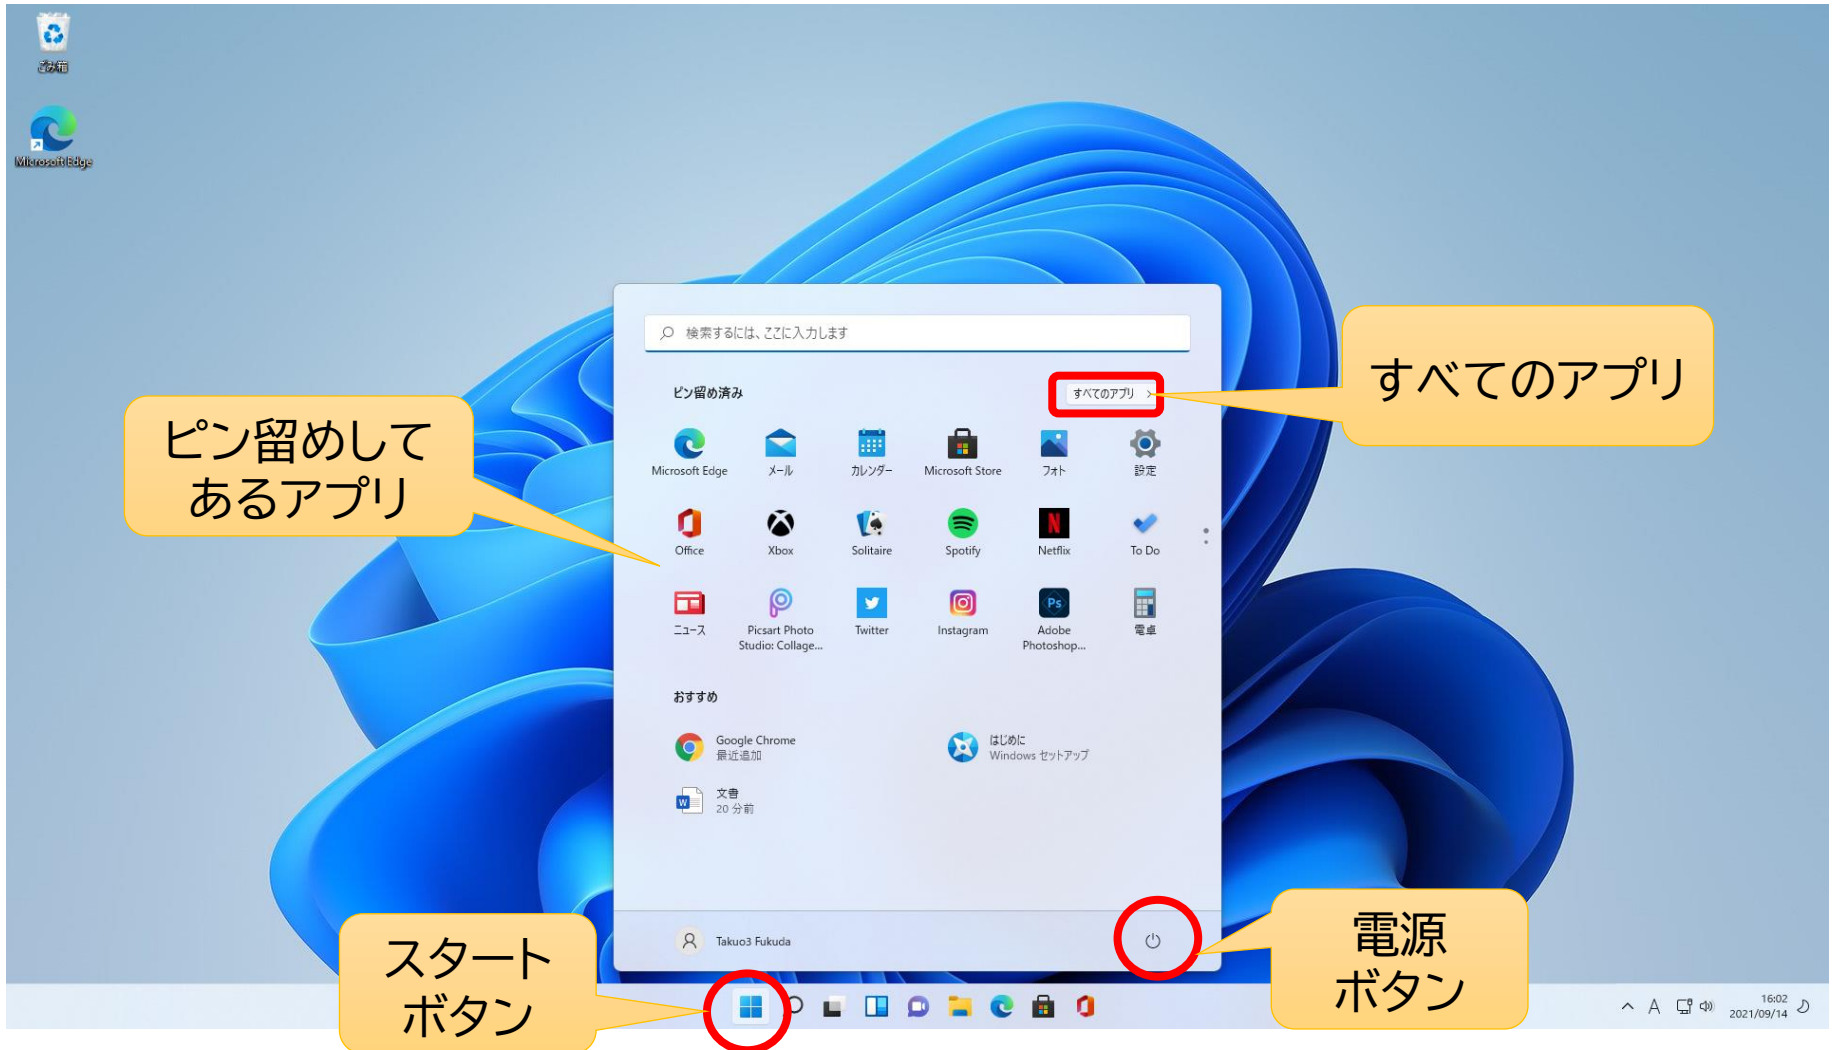 ごみ箱
Microsoft Edge
検索するには、ここに入力します
ピン留め済み
すべてのアプリ
すべてのアプリ
ピン留めして
あるアプリ
Microsoft Edge
メール
カレンダー
Microsoft Store
フォト
設定
Office
Xbox
Solitaire
Spotify
Netflix
To Do
ニュース
Picsart Photo
Studio: Collage...
Twitter
Instagram
Ps
Adobe
Photoshop...
電卓
おすすめ
Google Chrome
最近追加
はじめに
Windows セットアップ
文書
20 分前
Takuo3 Fukuda
電源
ボタン
スタート
ボタン
A
16:02
2021/09/14